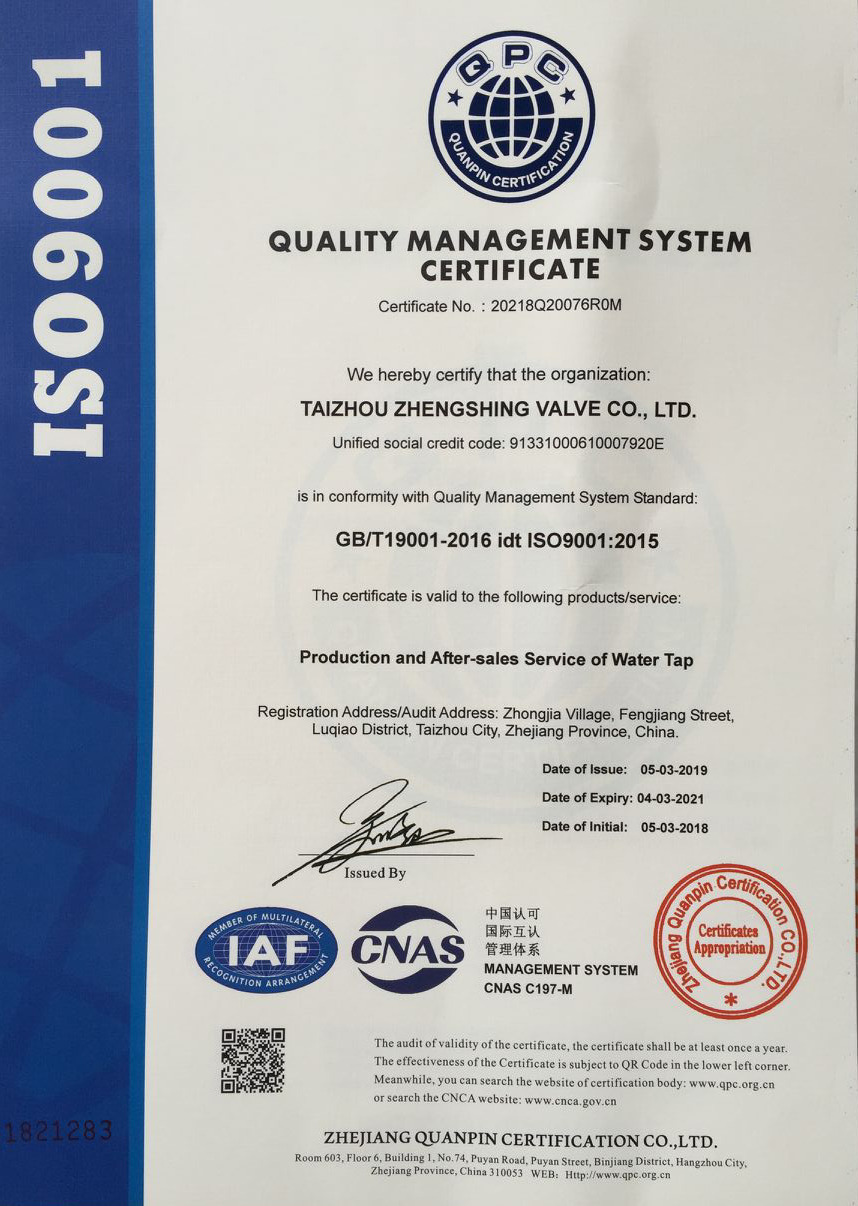 ISO9001
QPC
QUANPIN CERTIFICATION
QUALITY MANAGEMENT SYSTEM
CERTIFICATE
Certificate No. : 20218Q20076R0M
We hereby certify that the organization:
TAIZHOU ZHENGSHING VALVE CO., LTD.
Unified social credit code: 91331000610007920E
is in conformity with Quality Management System Standard:
GB/T19001-2016 idt ISO9001:2015
The certificate is valid to the following products/service:
Production and After-sales Service of Water Tap
Registration Address/Audit Address: Zhongjia Village, Fengjiang Street,
Luqiao District, Taizhou City, Zhejiang Province, China.
Date of Issue: 05-03-2019
Date of Expiry: 04-03-2021
Date of Initial: 05-03-2018
Issued By
MEMBER OF MULTILATERAL
IAF
RECOGNITION ARRANGEMENT
CNAS
中国认可
国际互认
管理体系
MANAGEMENT SYSTEM
CNAS C197-M
Zhejiang Quanpin Certification CO.,LTD.
Certificates
Appropriation
The audit of validity of the certificate, the certificate shall be at least once a year.
The effectiveness of the Certificate is subject to QR Code in the lower left corner.
Meanwhile, you can search the website of certification body: www.qpc.org.cn
or search the CNCA website: www.cnca.gov.cn
1821283
ZHEJIANG QUANPIN CERTIFICATION CO.,LTD.
Room 603, Floor 6, Building 1, No.74, Puyan Road, Puyan Street, Binjiang District, Hangzhou City,
Zhejiang Province, China 310053 WEB: Http://www.qpc.org.cn